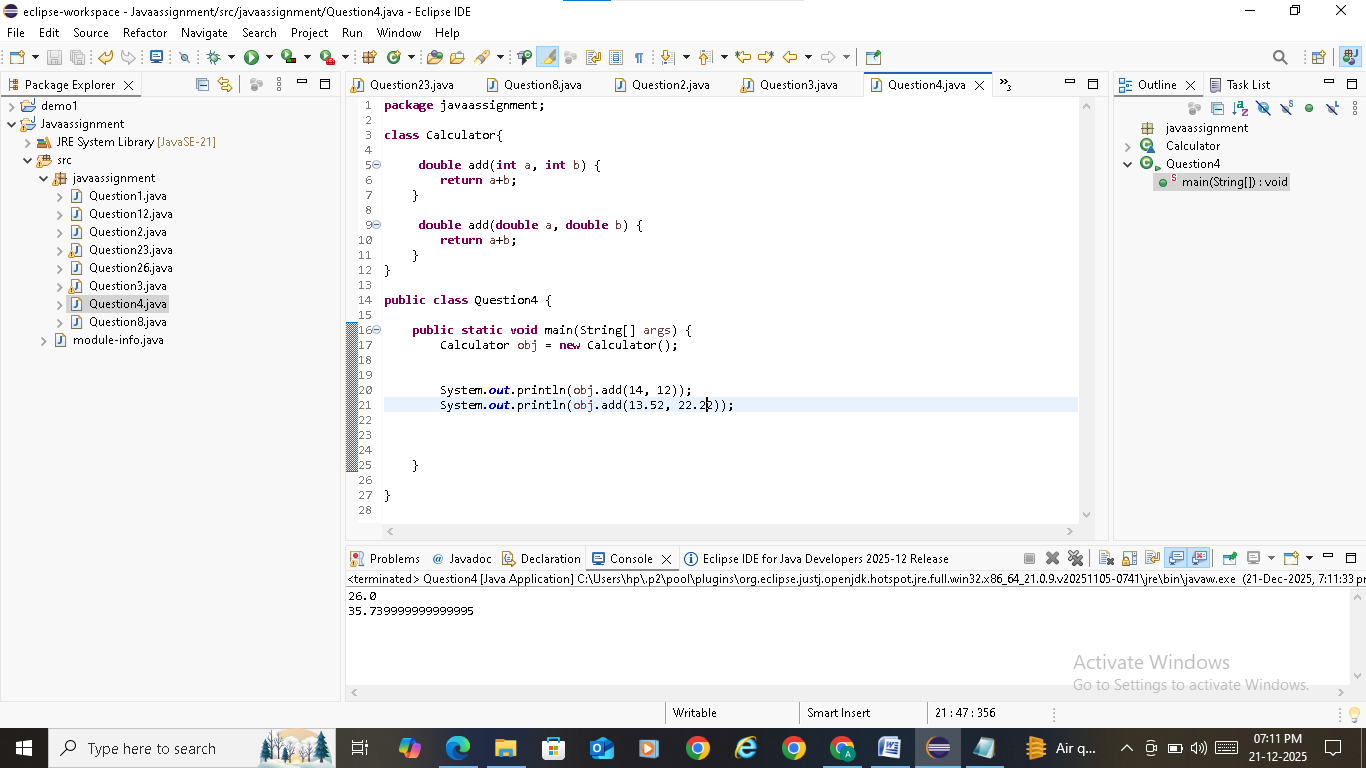 eclipse-workspace - Javaassignment/src/javaassignment/Question4.java - Eclipse IDE
File Edit Source Refactor Navigate Search Project Run Window Help
Package Explorer
demo1
Javaassignment
JRE System Library [JavaSE-21]
src
javaassignment
Question1.java
Question12.java
Question2.java
Question23.java
Question26.java
Question3.java
Question4.java
Question8.java
module-info.java
Question23.java Question8.java Question2.java Question3.java Question4.java »3
1 package javaassignment;
2
3 class Calculator{
4
5 double add(int a, int b) {
6 return a+b;
7 }
8
9 double add(double a, double b) {
10 return a+b;
11 }
12 }
13
14 public class Question4 {
15
16 public static void main(String[] args) {
17 Calculator obj = new Calculator();
18
19
20 System.out.println(obj.add(14, 12));
21 System.out.println(obj.add(13.52, 22.22));
22
23
24
25 }
26
27 }
28
Outline Task List
javaassignment
Calculator
Question4
S main(String[]) : void
Problems @ Javadoc Declaration Console Eclipse IDE for Java Developers 2025-12 Release
<terminated> Question4 [Java Application] C:\Users\hp\.p2\pool\plugins\org.eclipse.justj.openjdk.hotspot.jre.full.win32.x86_64_21.0.9.v20251105-0741\jre\bin\javaw.exe (21-Dec-2025, 7:11:33 pr
26.0
35.739999999999995
Activate Windows
Go to Settings to activate Windows.
Writable Smart Insert 21 : 47 : 356
Type here to search
Air q...
07:11 PM
21-12-2025